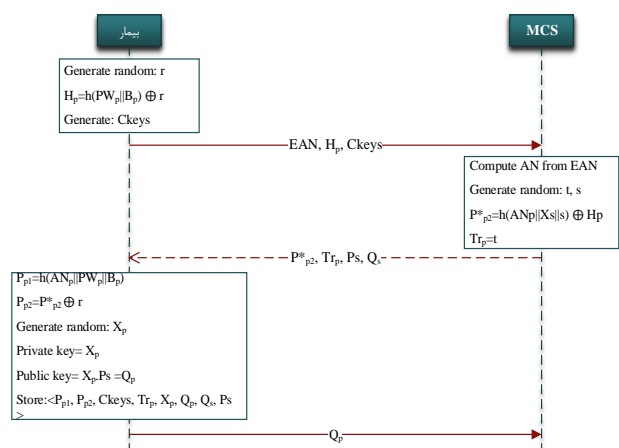 بیمار
MCS
Generate random: r
Hₚ=h(PWₚ||Bₚ) ⊕ r
Generate: Ckeys
EAN, Hₚ, Ckeys
Compute AN from EAN
Generate random: t, s
P*ₚ₂=h(ANp||Xs||s) ⊕ Hp
Trₚ=t
P*ₚ₂, Trₚ, Ps, Qₛ
Pₚ₁=h(ANₚ||PWₚ||Bₚ)
Pₚ₂=P*ₚ₂ ⊕ r
Generate random: Xₚ
Private key= Xₚ
Public key= Xₚ.Ps =Qₚ
Store:<Pₚ₁, Pₚ₂, Ckeys, Trₚ, Xₚ, Qₚ, Qₛ, Ps
>
Qₚ